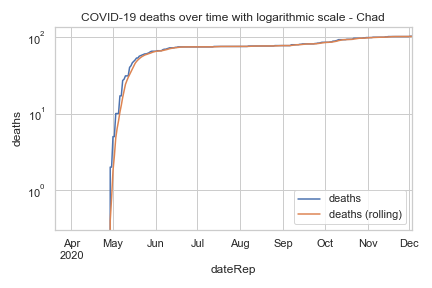 COVID-19 deaths over time with logarithmic scale - Chad
deaths
10²
10¹
10⁰
deaths
deaths (rolling)
Apr May Jun Jul Aug Sep Oct Nov Dec
2020
dateRep